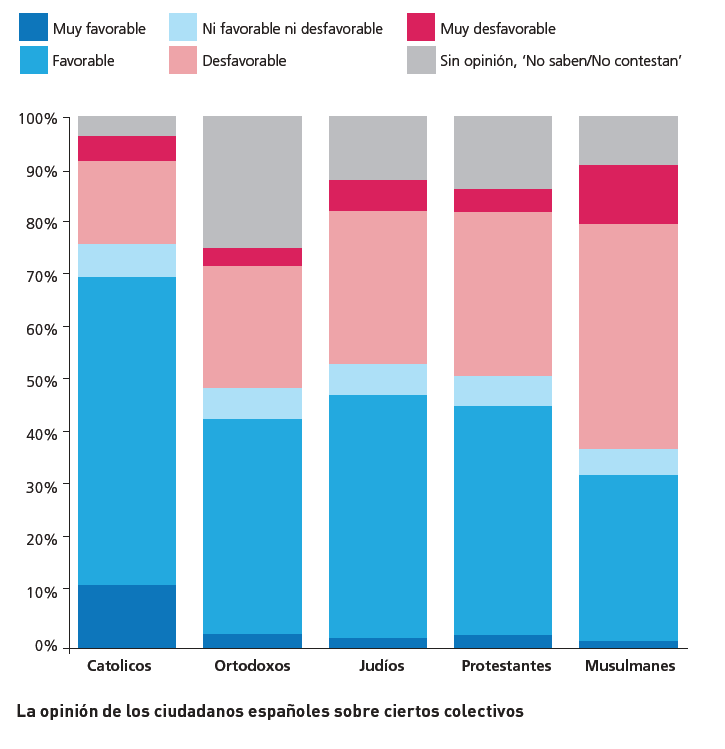 Muy favorable
Ni favorable ni desfavorable
Muy desfavorable
Favorable
Desfavorable
Sin opinión, ‘No saben/No contestan’
100%
90%
80%
70%
60%
50%
40%
30%
20%
10%
0%
Catolicos
Ortodoxos
Judíos
Protestantes
Musulmanes
La opinión de los ciudadanos españoles sobre ciertos colectivos